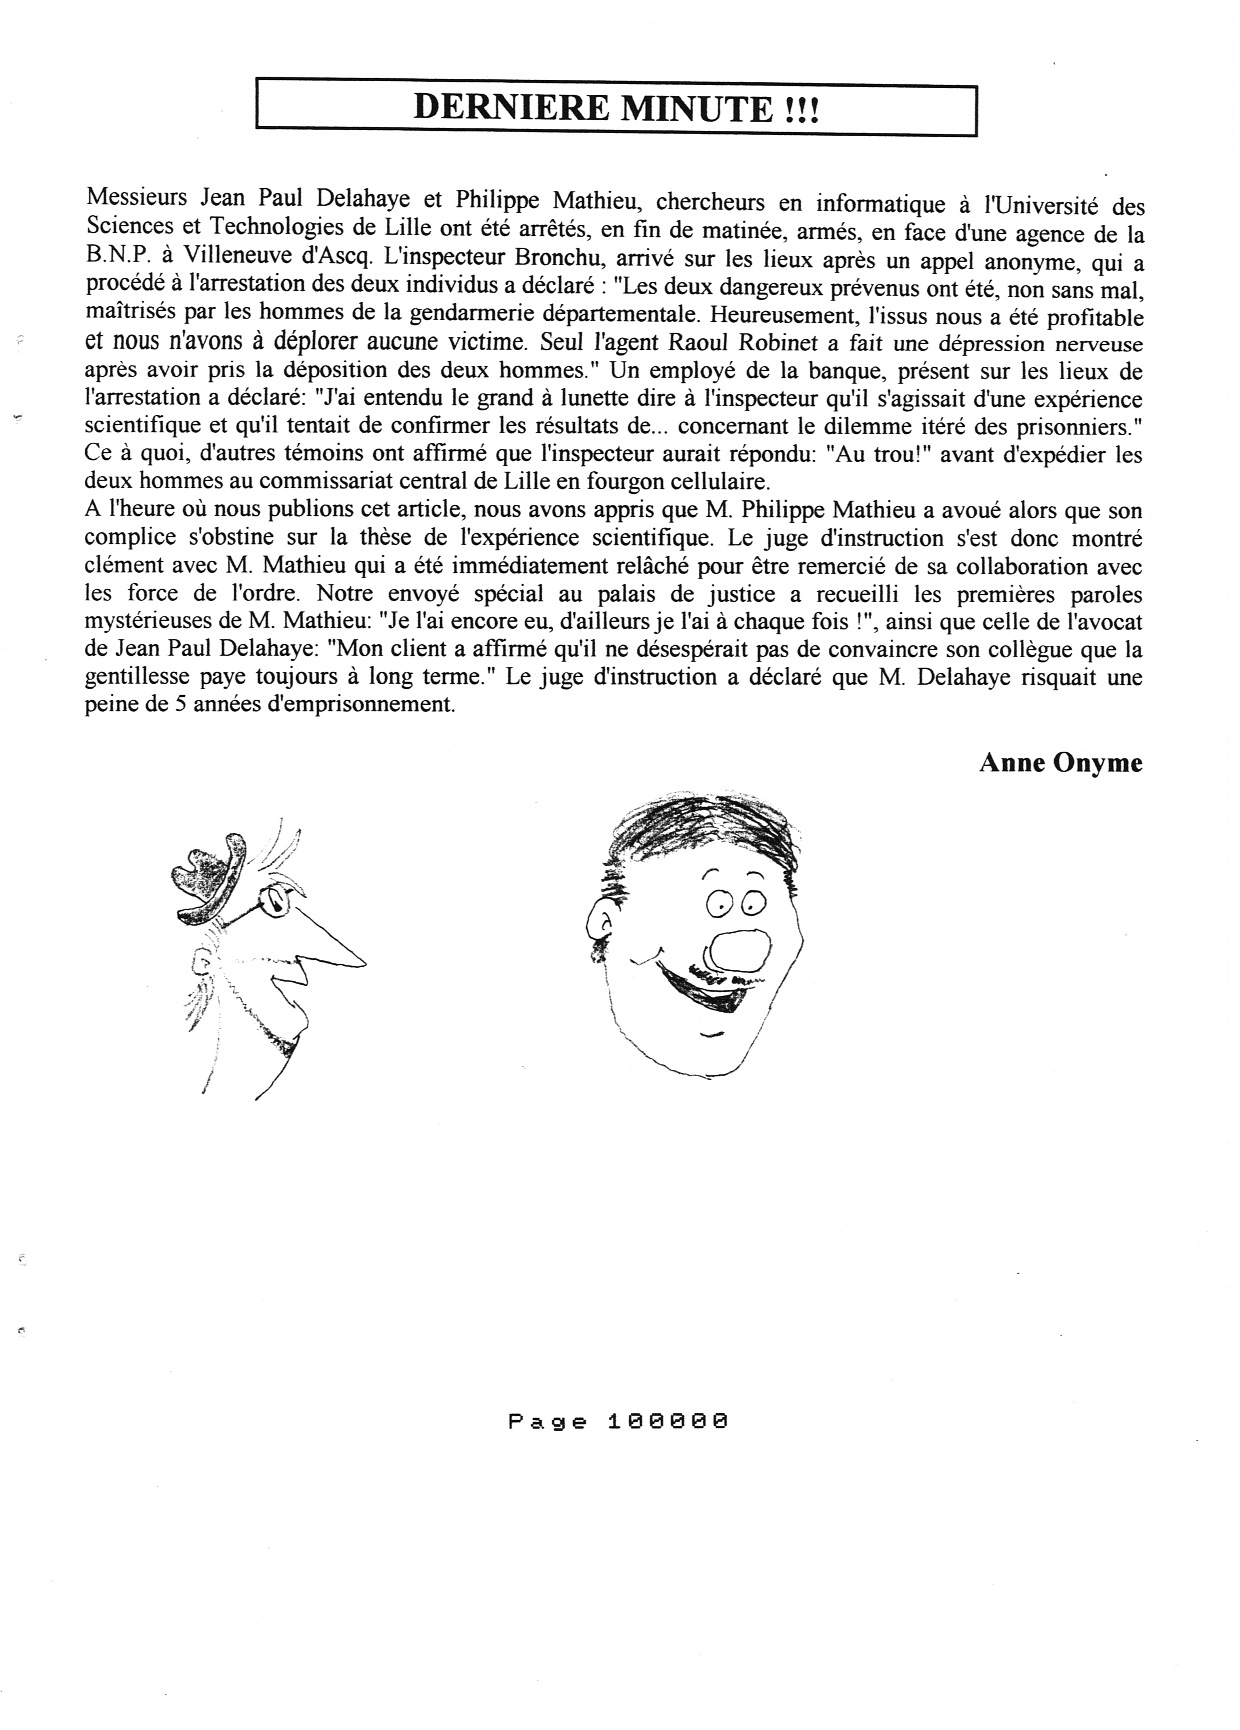 DERNIERE MINUTE !!!
Messieurs Jean Paul Delahaye et Philippe Mathieu, chercheurs en informatique à l'Université des
Sciences et Technologies de Lille ont été arrêtés, en fin de matinée, armés, en face d'une agence de la
B.N.P. à Villeneuve d'Ascq. L'inspecteur Bronchu, arrivé sur les lieux après un appel anonyme, qui a
procédé à l'arrestation des deux individus a déclaré : "Les deux dangereux prévenus ont été, non sans mal,
maîtrisés par les hommes de la gendarmerie départementale. Heureusement, l'issus nous a été profitable
et nous n'avons à déplorer aucune victime. Seul l'agent Raoul Robinet a fait une dépression nerveuse
après avoir pris la déposition des deux hommes." Un employé de la banque, présent sur les lieux de
l'arrestation a déclaré: "J'ai entendu le grand à lunette dire à l'inspecteur qu'il s'agissait d'une expérience
scientifique et qu'il tentait de confirmer les résultats de... concernant le dilemme itéré des prisonniers."
Ce à quoi, d'autres témoins ont affirmé que l'inspecteur aurait répondu: "Au trou!" avant d'expédier les
deux hommes au commissariat central de Lille en fourgon cellulaire.
A l'heure où nous publions cet article, nous avons appris que M. Philippe Mathieu a avoué alors que son
complice s'obstine sur la thèse de l'expérience scientifique. Le juge d'instruction s'est donc montré
clément avec M. Mathieu qui a été immédiatement relâché pour être remercié de sa collaboration avec
les force de l'ordre. Notre envoyé spécial au palais de justice a recueilli les premières paroles
mystérieuses de M. Mathieu: "Je l'ai encore eu, d'ailleurs je l'ai à chaque fois !", ainsi que celle de l'avocat
de Jean Paul Delahaye: "Mon client a affirmé qu'il ne désespérait pas de convaincre son collègue que la
gentillesse paye toujours à long terme." Le juge d'instruction a déclaré que M. Delahaye risquait une
peine de 5 années d'emprisonnement.
Anne Onyme
Page 100000